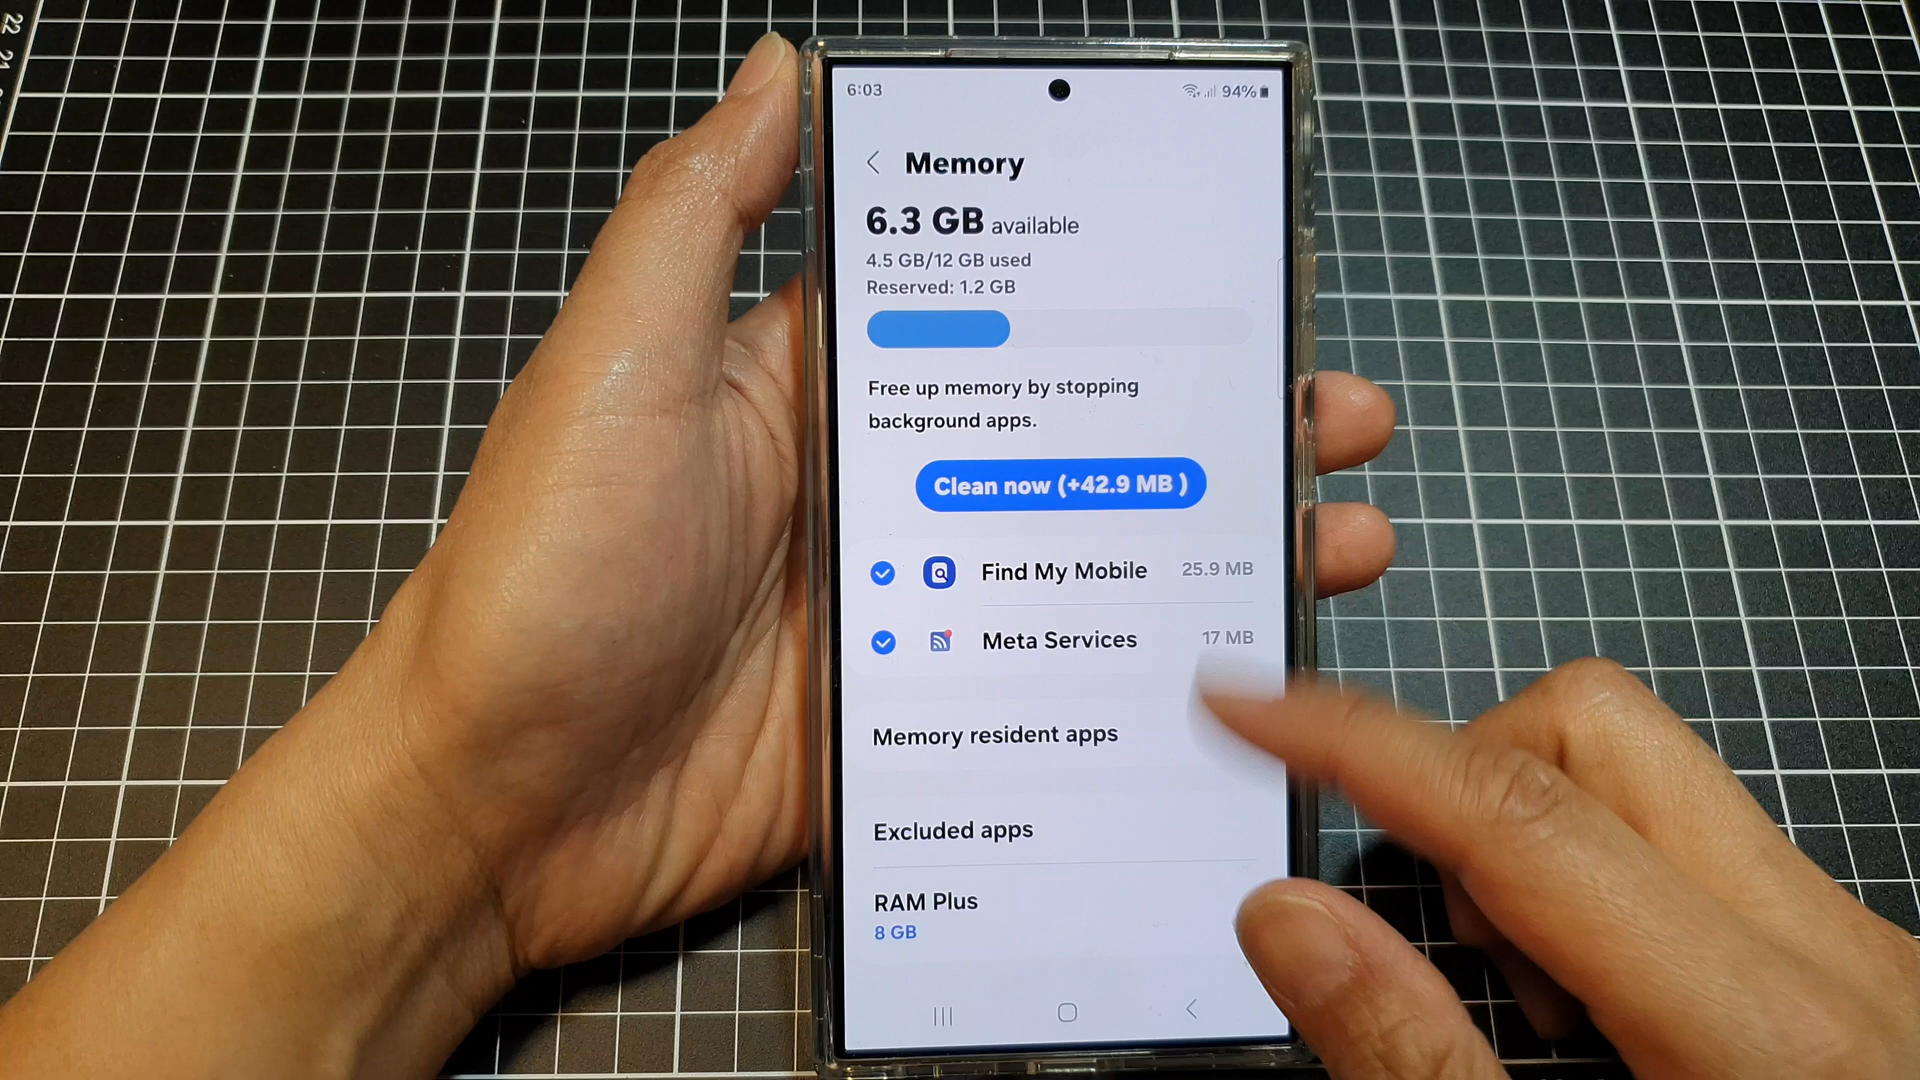 22
21
6:03
94%
Memory
6.3 GB available
4.5 GB/12 GB used
Reserved: 1.2 GB
Free up memory by stopping
background apps.
Clean now (+42.9 MB )
Find My Mobile 25.9 MB
Meta Services 17 MB
Memory resident apps
Excluded apps
RAM Plus
8 GB